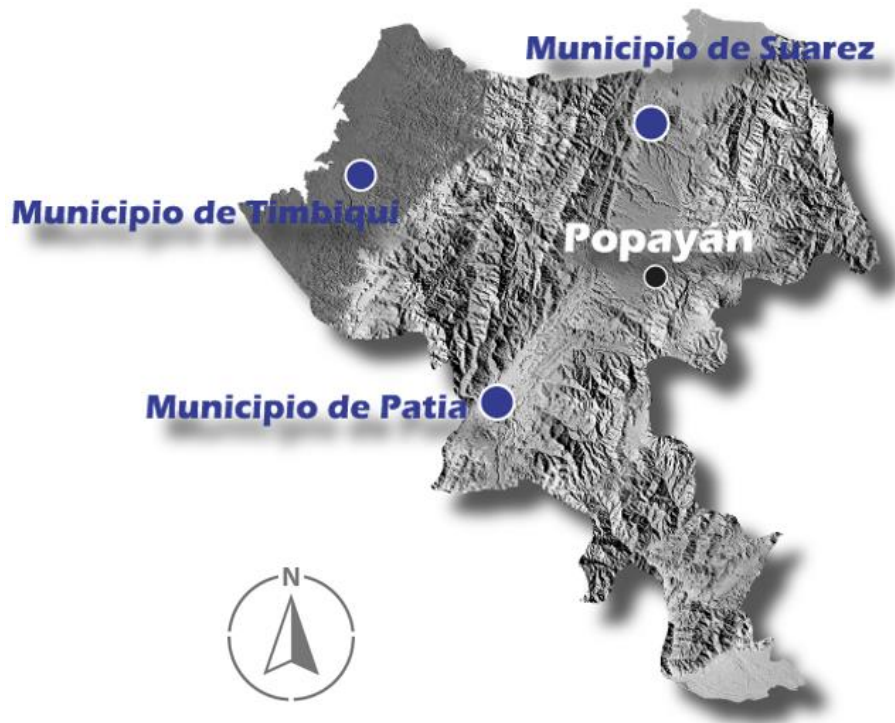 Municipio de Suarez
Municipio de Timbiqui
Popayán
Municipio de Patia
N